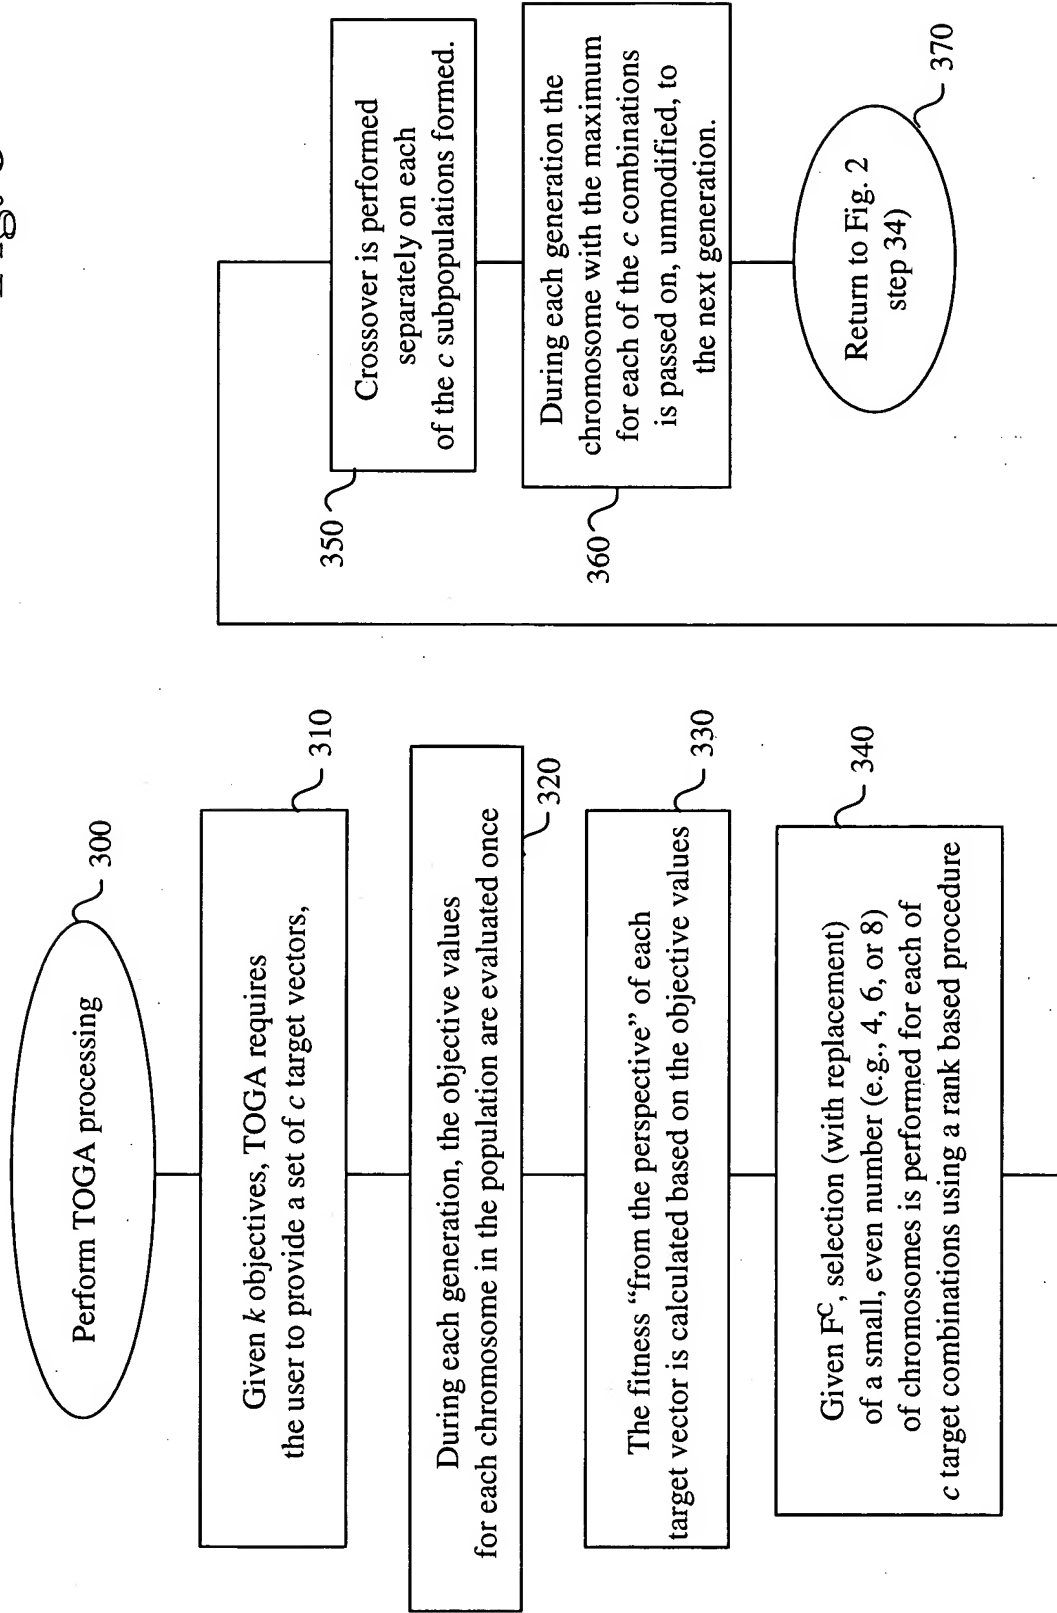 Perform TOGA processing
300
Given k objectives, TOGA requires
the user to provide a set of c target vectors,
310
During each generation, the objective values
for each chromosome in the population are evaluated once
320
The fitness “from the perspective” of each
target vector is calculated based on the objective values
330
Given F^C, selection (with replacement)
of a small, even number (e.g., 4, 6, or 8)
of chromosomes is performed for each of
c target combinations using a rank based procedure
340
Crossover is performed
separately on each
of the c subpopulations formed.
350
During each generation the
chromosome with the maximum
for each of the c combinations
is passed on, unmodified, to
the next generation.
360
Return to Fig. 2
step 34)
370